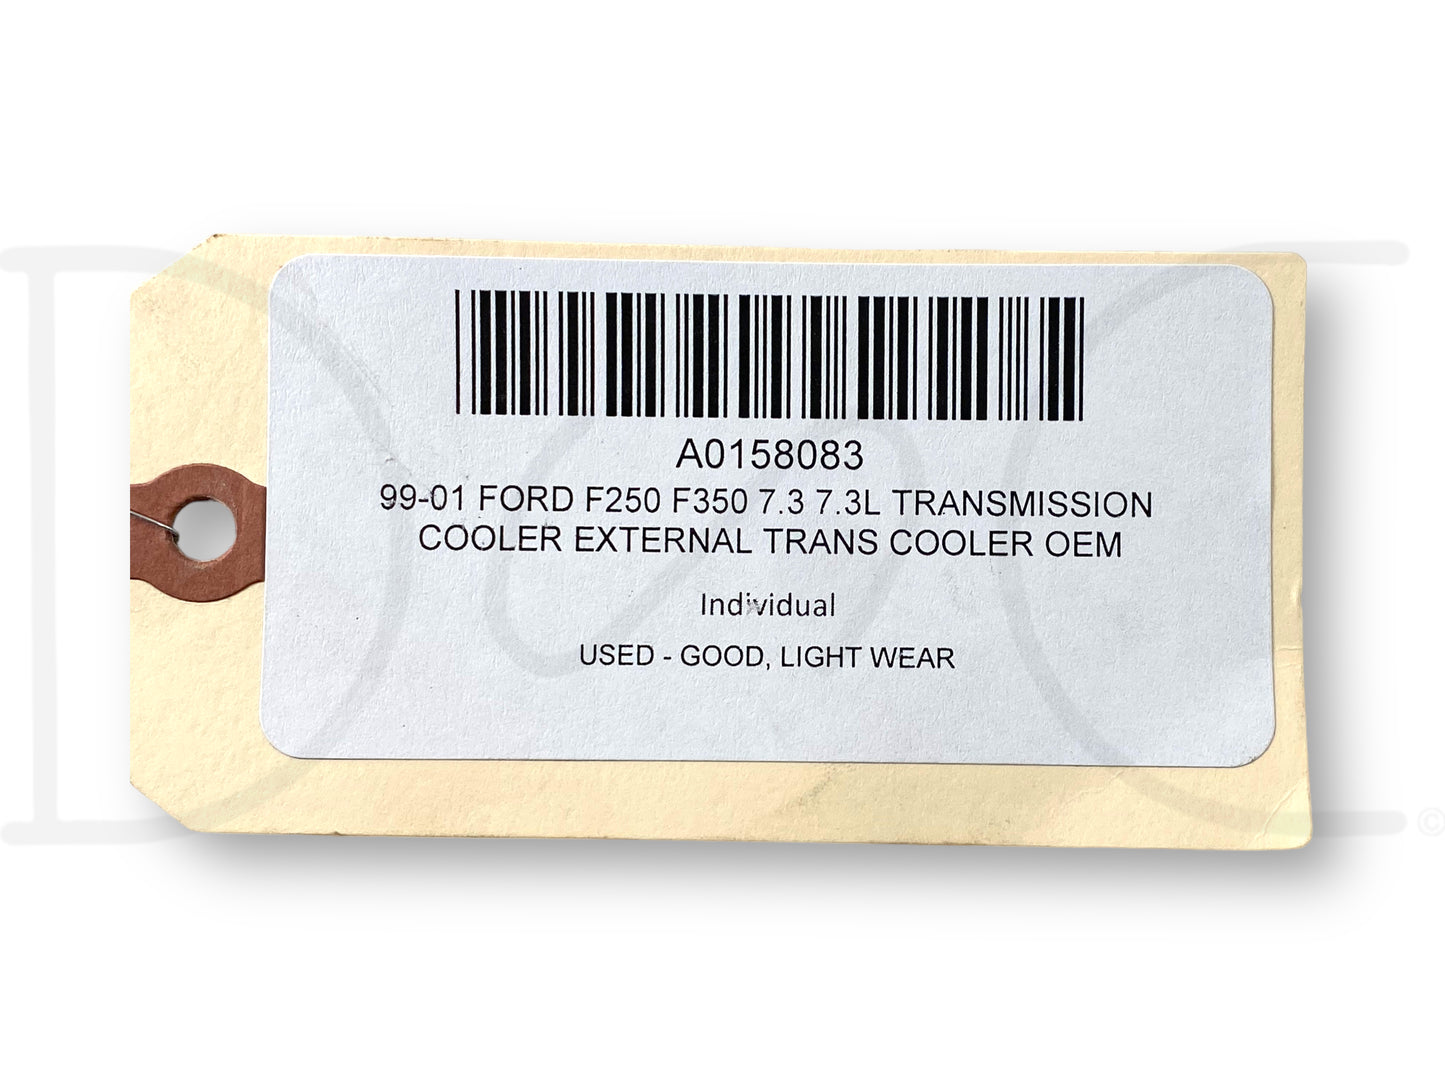 A0158083
99-01 FORD F250 F350 7.3 7.3L TRANSMISSION
COOLER EXTERNAL TRANS COOLER OEM
Individual
USED - GOOD, LIGHT WEAR
©